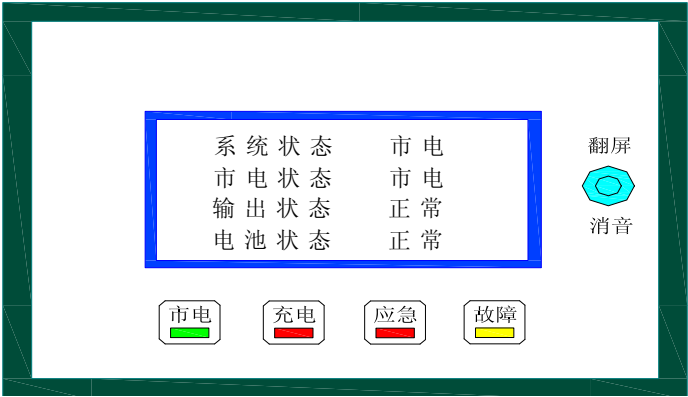 系统状态 市电
市电状态 市电
输出状态 正常
电池状态 正常
翻屏
消音
市电 充电 应急 故障